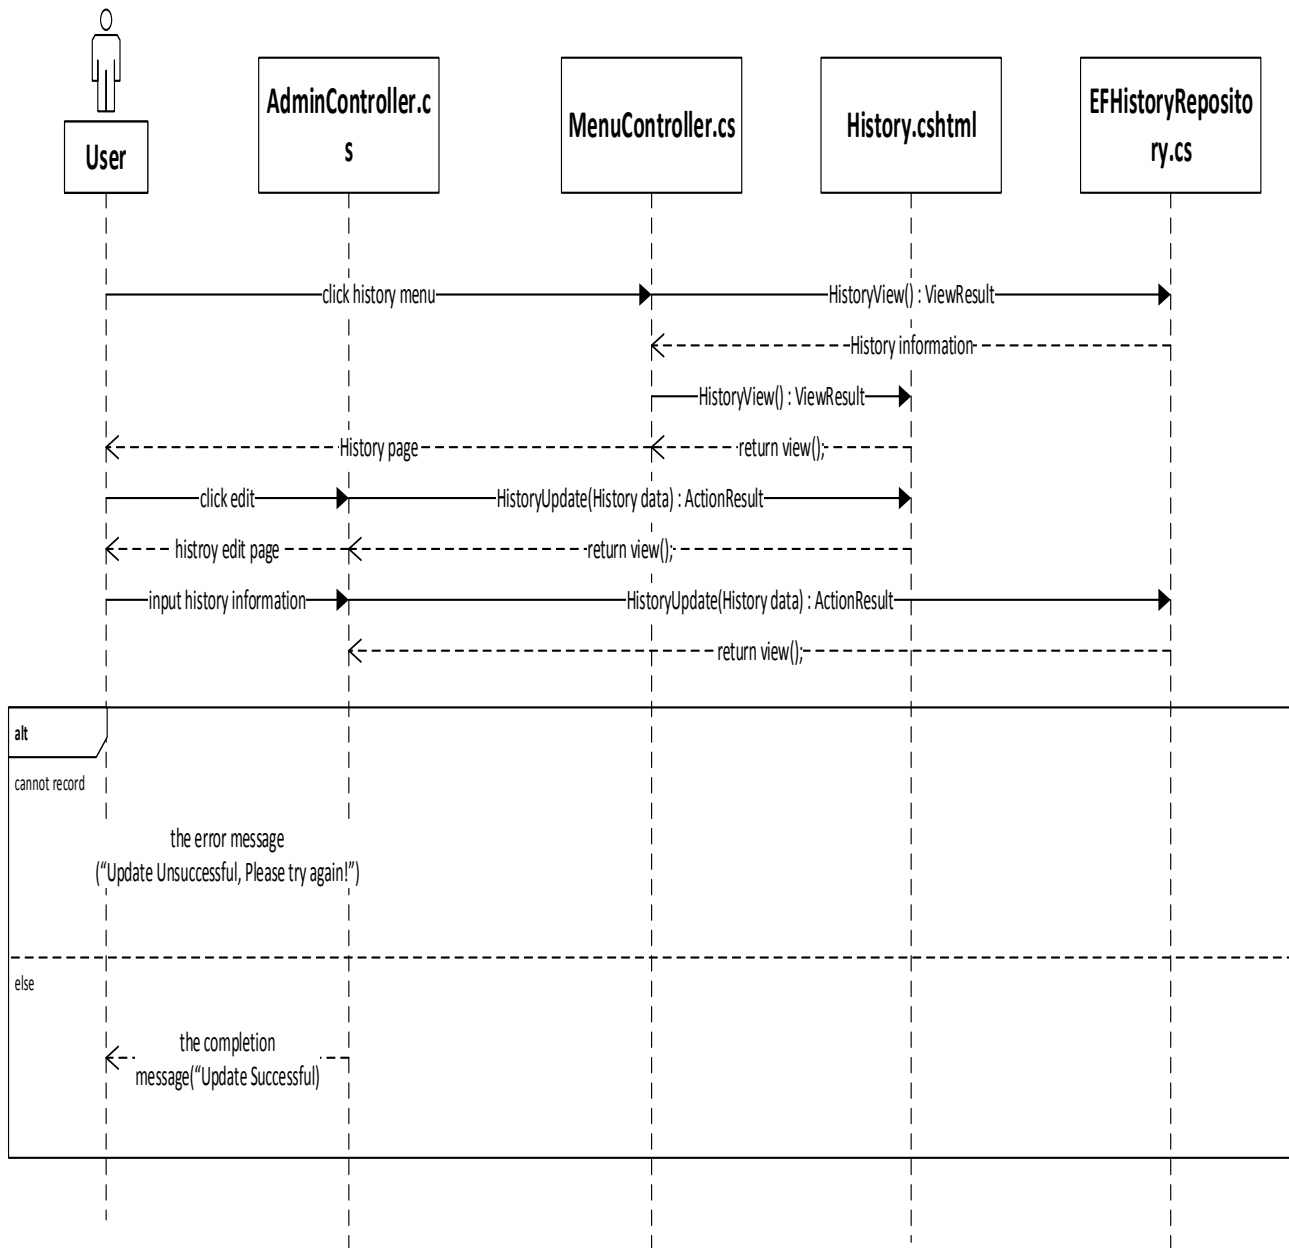 User
AdminController.c
s
MenuController.cs
History.cshtml
EFHistoryReposito
ry.cs
click history menu
HistoryView() : ViewResult
History information
HistoryView() : ViewResult
History page
return view();
click edit
HistoryUpdate(History data) : ActionResult
histroy edit page
return view();
input history information
HistoryUpdate(History data) : ActionResult
return view();
alt
cannot record
the error message
(“Update Unsuccessful, Please try again!”)
else
the completion
message(“Update Successful)